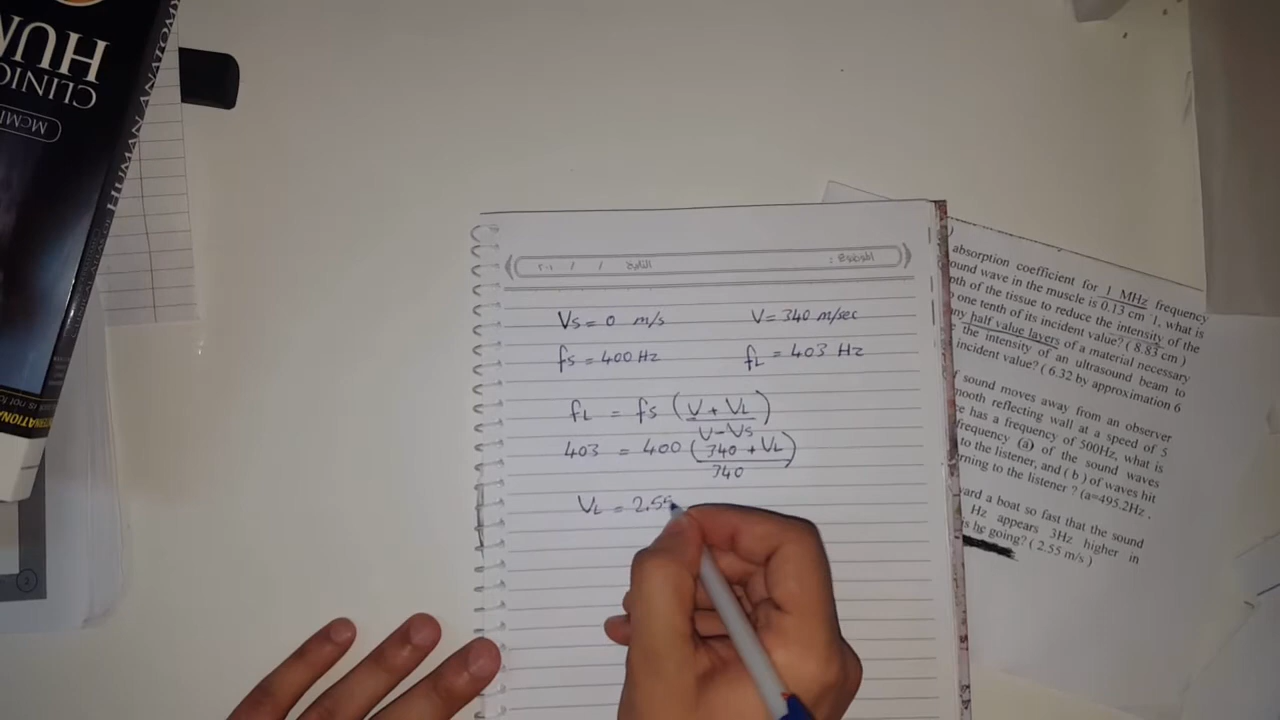 CLINIC
HUM
MCMI
HUMAN ANATOMY
INTERNATIONA
Vs = 0 m/s V = 340 m/sec
fs = 400 Hz fL = 403 Hz
fL = fs (V + VL / V - Vs)
403 = 400 (340 + VL / 340)
VL = 2.55
absorption coefficient for 1 MHz frequency
ound wave in the muscle is 0.13 cm⁻1, what is
pth of the tissue to reduce the intensity of the
o one tenth of its incident value? ( 8.83 cm )
ny half value layers of a material necessary
e the intensity of an ultrasound beam to
incident value? ( 6.32 by approximation 6
f sound moves away from an observer
mooth reflecting wall at a speed of 5
ce has a frequency of 500Hz, what is
frequency (a) of the sound waves
to the listener, and ( b ) of waves hit
rning to the listener ? (a=495.2Hz .
ward a boat so fast that the sound
Hz appears 3Hz higher in
is he going? ( 2.55 m/s )